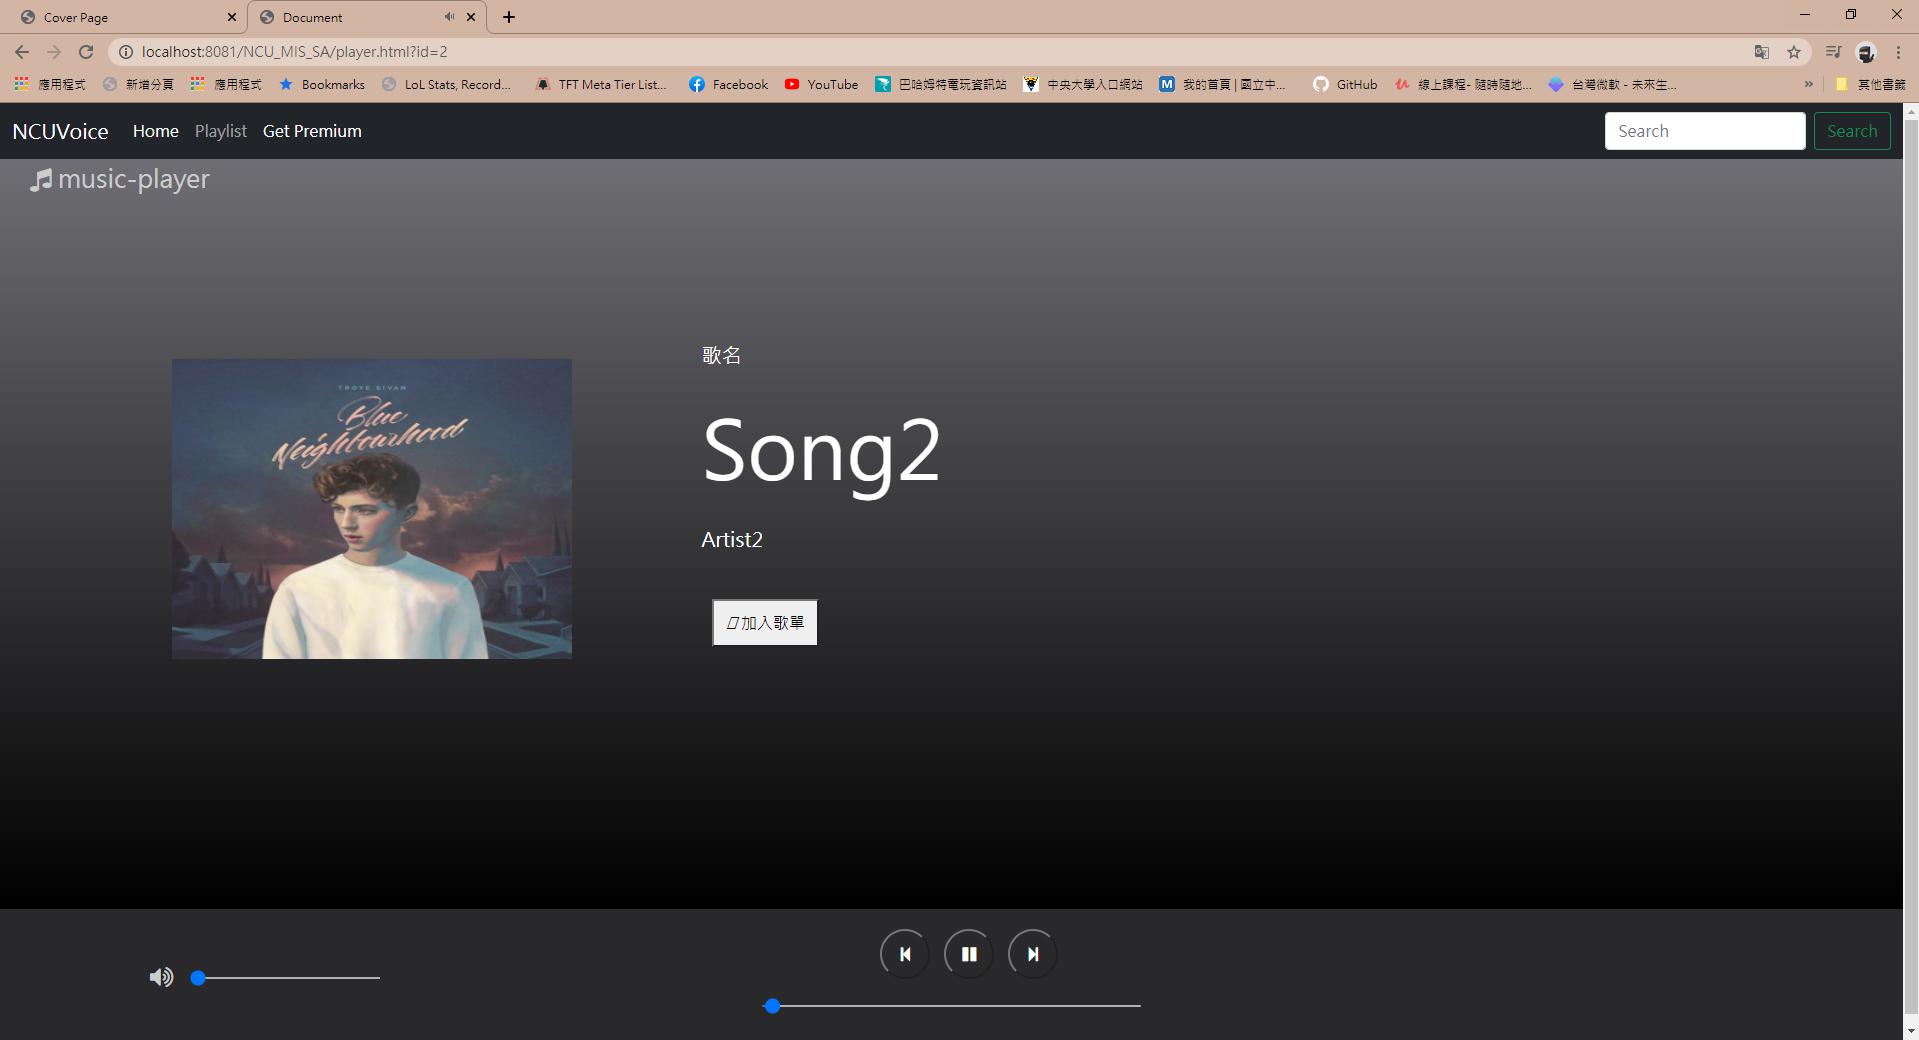 Cover Page
Document
localhost:8081/NCU_MIS_SA/player.html?id=2
應用程式
新增分頁
應用程式
Bookmarks
LoL Stats, Record...
TFT Meta Tier List...
Facebook
YouTube
巴哈姆特電玩資訊站
中央大學入口網站
我的首頁 | 國立中...
GitHub
線上課程- 隨時隨地...
台灣微軟 - 未來生...
»
其他書籤
NCUVoice Home Playlist Get Premium
Search
Search
music-player
歌名
TROYE SIVAN
Blue
Neighbourhood
Song2
Artist2
加入歌單